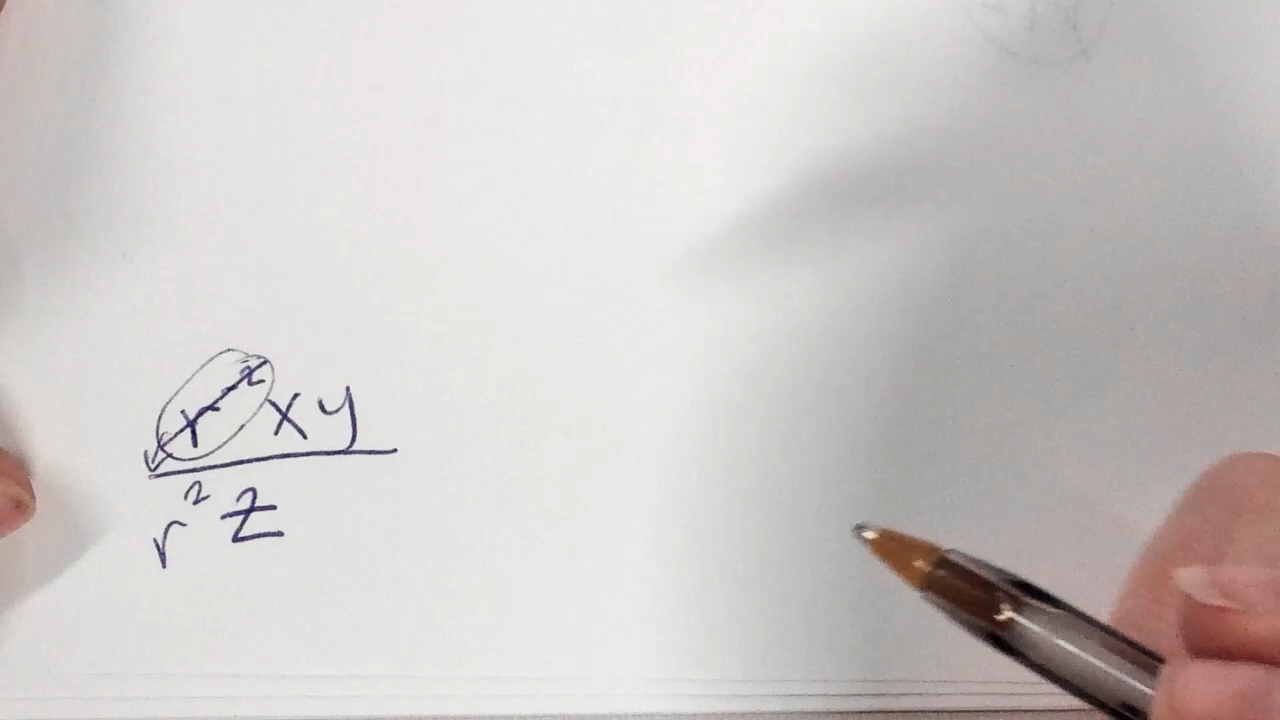 r⁻² x y
r² z